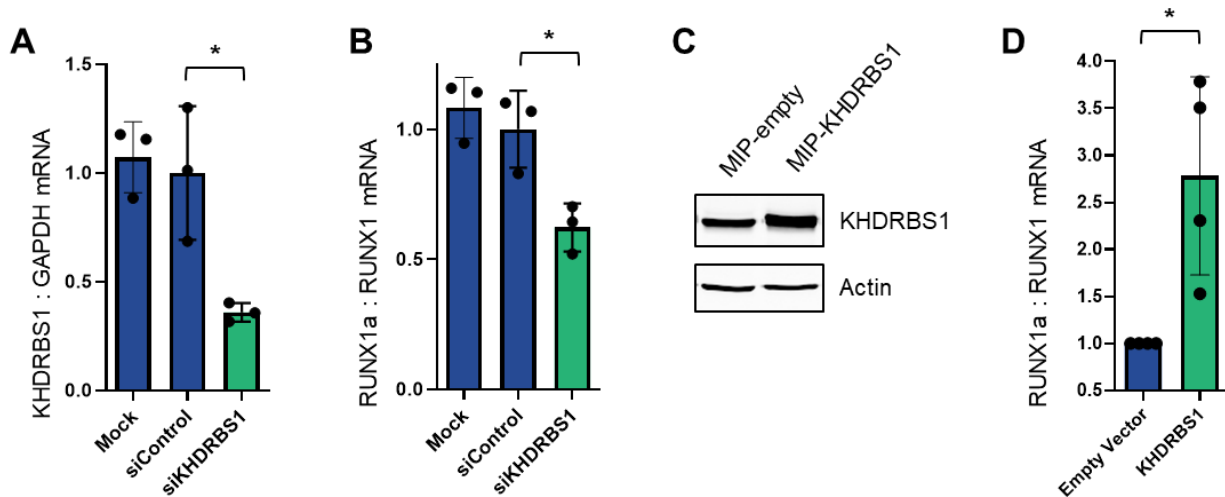 A
*
KHDRBS1 : GAPDH mRNA
1.5
1.0
0.5
0.0
Mock
siControl
siKHDRBS1
B
*
RUNX1a : RUNX1 mRNA
1.0
0.5
0.0
Mock
siControl
siKHDRBS1
C
MIP-empty
MIP-KHDRBS1
KHDRBS1
Actin
D
*
RUNX1a : RUNX1 mRNA
4.0
3.5
3.0
2.5
2.0
1.5
1.0
0.5
Empty Vector
KHDRBS1